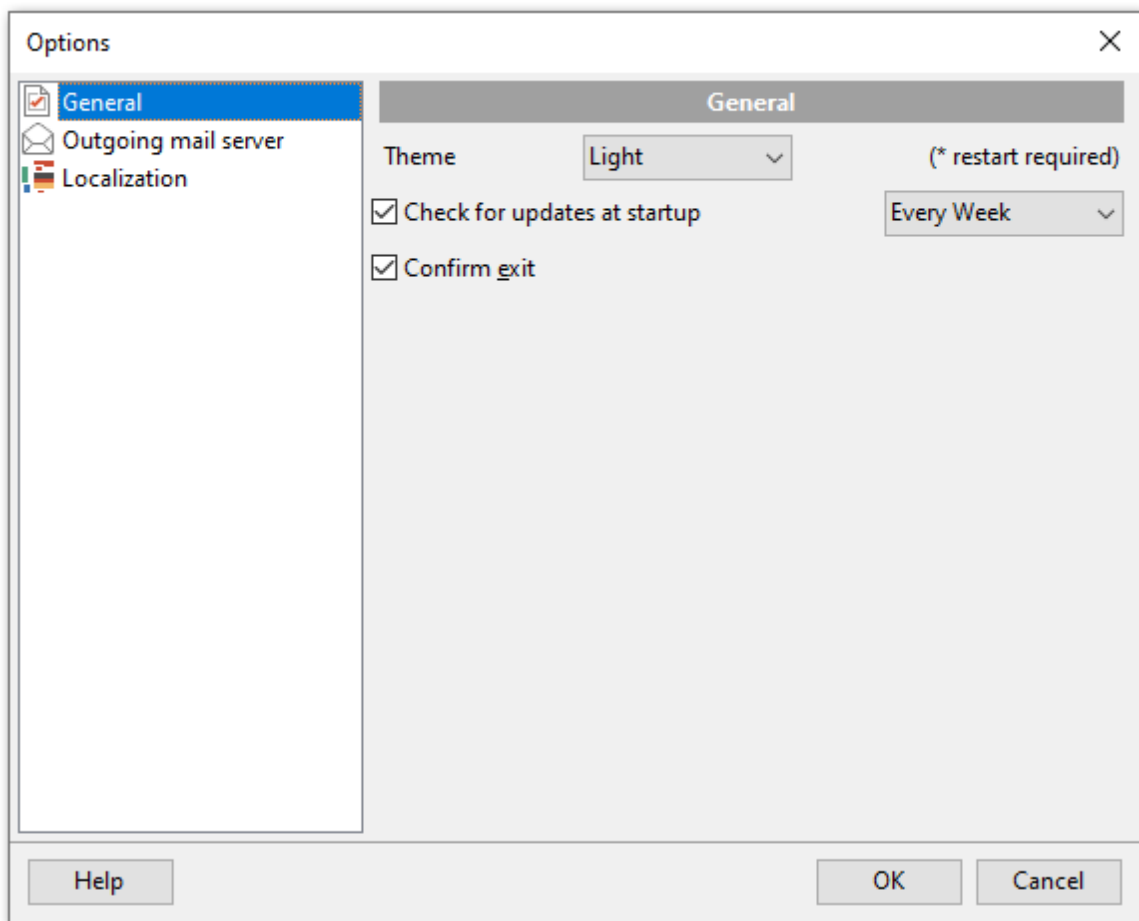 Options
General
Outgoing mail server
Localization
General
Theme Light (* restart required)
Check for updates at startup Every Week
Confirm exit
Help OK Cancel